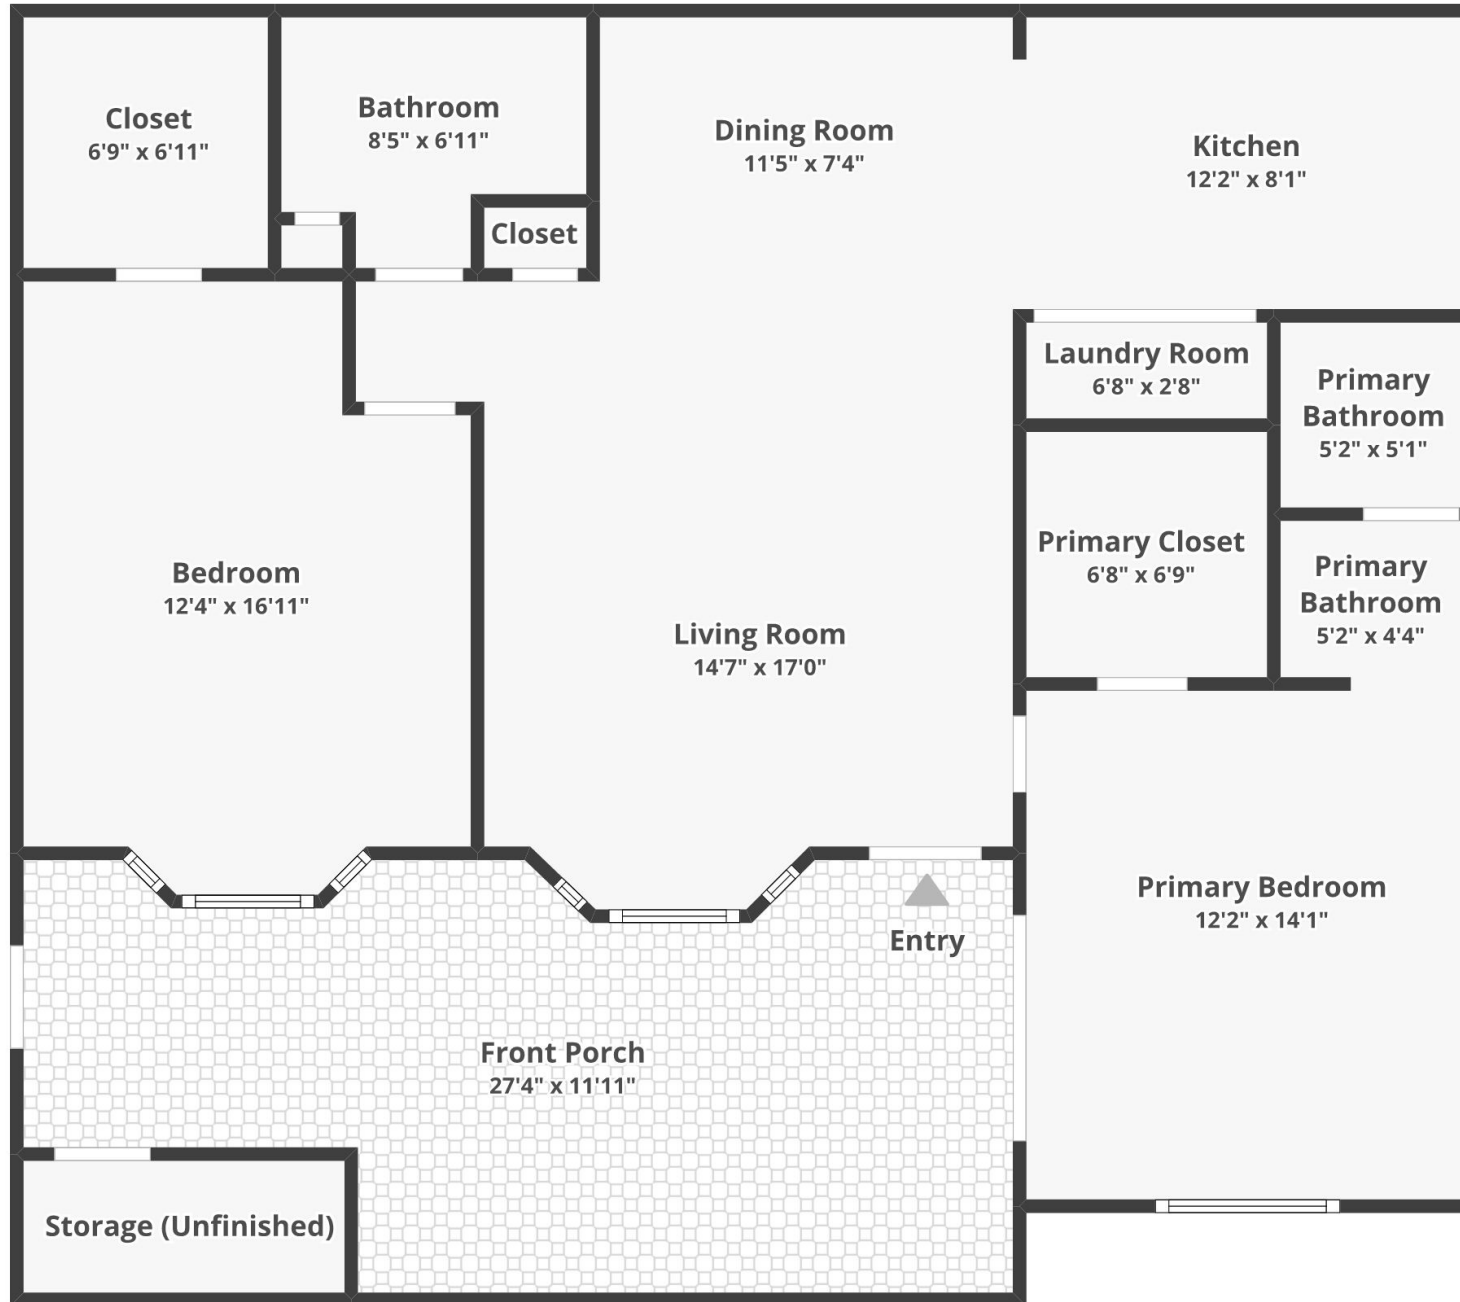 Closet
6'9" x 6'11"
Bathroom
8'5" x 6'11"
Closet
Dining Room
11'5" x 7'4"
Kitchen
12'2" x 8'1"
Laundry Room
6'8" x 2'8"
Primary
Bathroom
5'2" x 5'1"
Primary Closet
6'8" x 6'9"
Primary
Bathroom
5'2" x 4'4"
Bedroom
12'4" x 16'11"
Living Room
14'7" x 17'0"
Primary Bedroom
12'2" x 14'1"
Entry
Front Porch
27'4" x 11'11"
Storage (Unfinished)